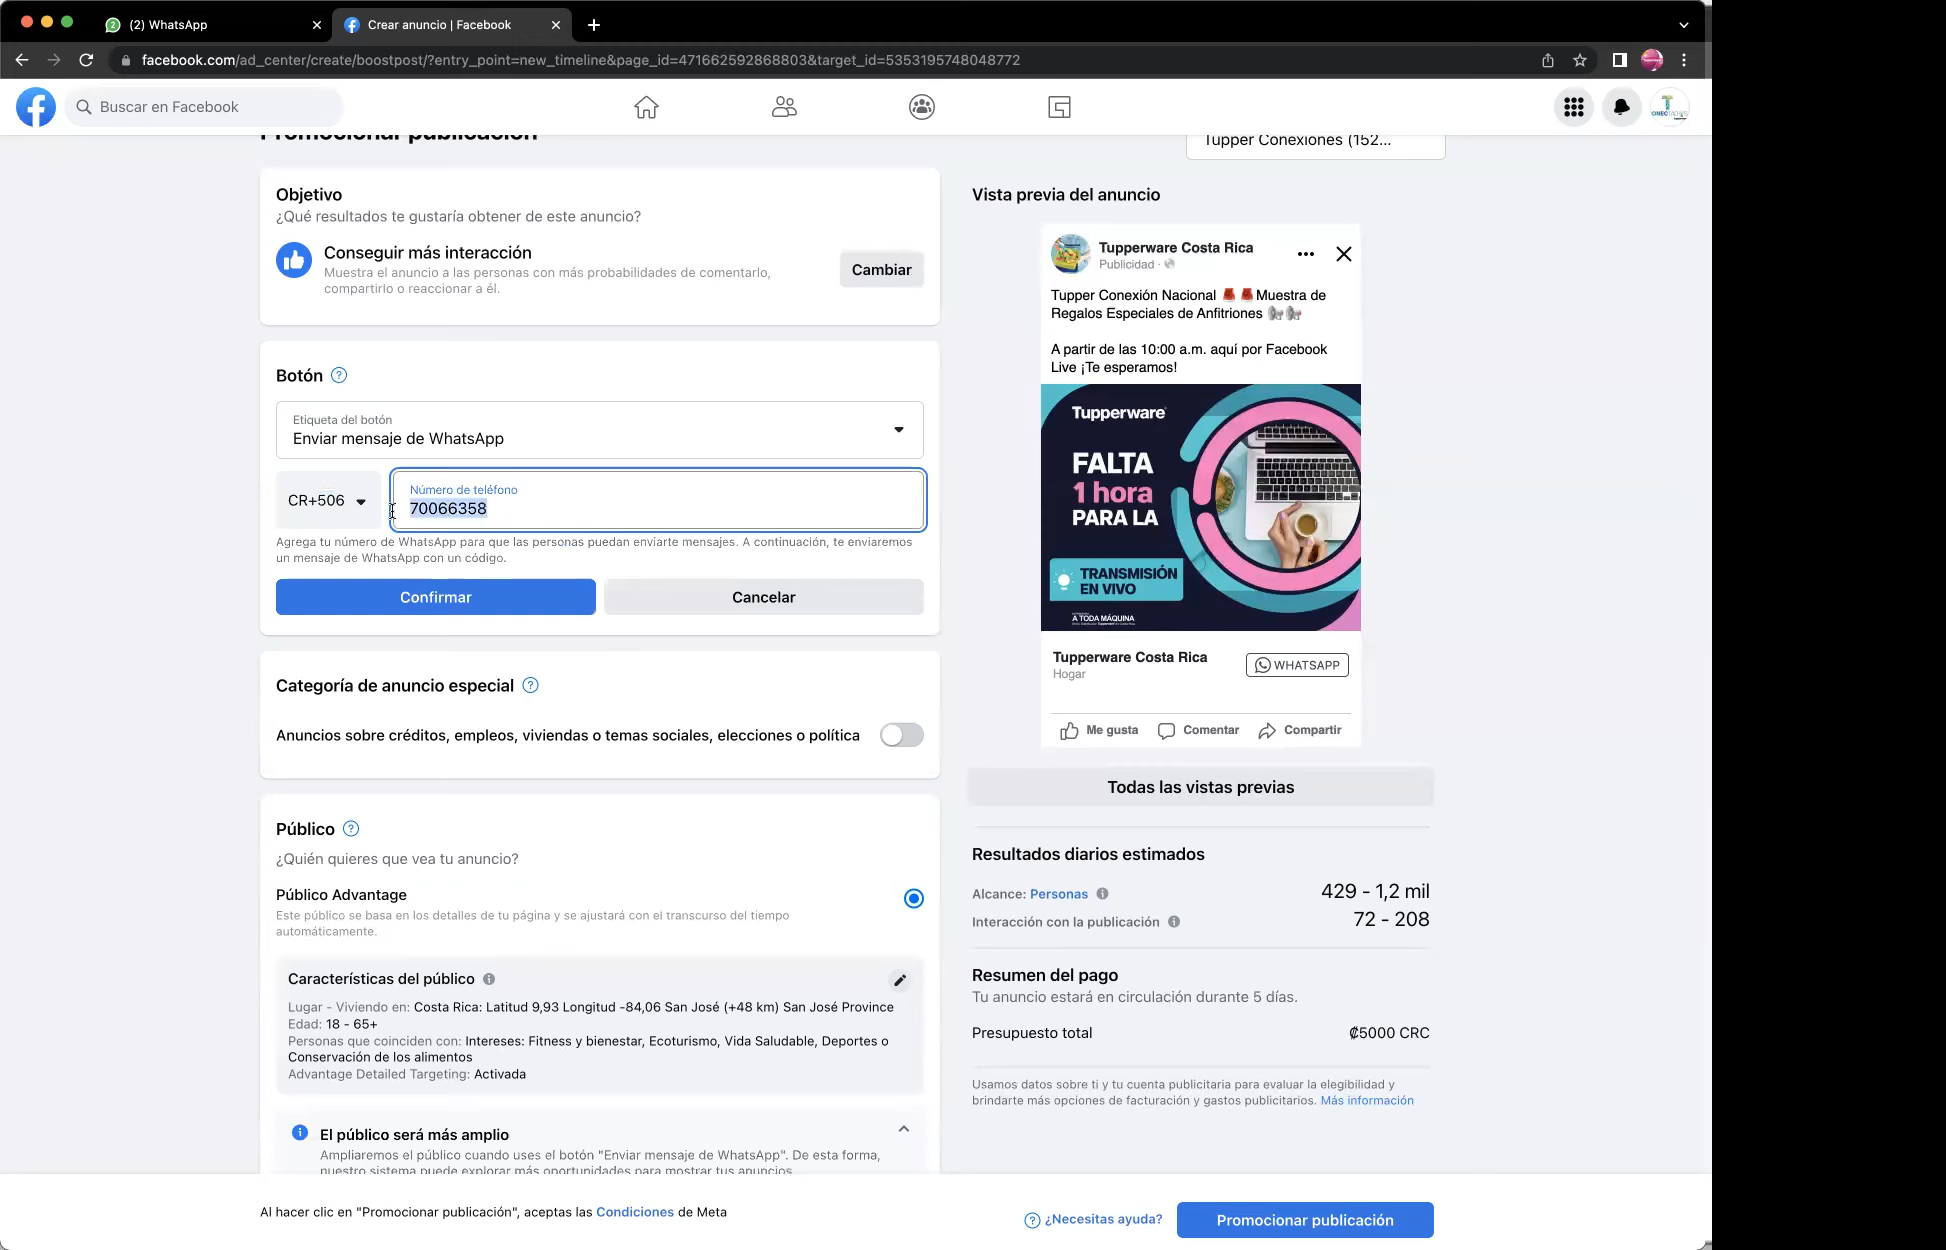 (2) WhatsApp
Crear anuncio | Facebook
facebook.com/ad_center/create/boostpost/?entry_point=new_timeline&page_id=471662592868803&target_id=5353195748048772
Buscar en Facebook
Promocionar publicación
Tupper Conexiones (152...
Objetivo
¿Qué resultados te gustaría obtener de este anuncio?
Conseguir más interacción
Muestra el anuncio a las personas con más probabilidades de comentarlo,
compartirlo o reaccionar a él.
Cambiar
Botón
Etiqueta del botón
Enviar mensaje de WhatsApp
CR+506
Número de teléfono
70066358
Agrega tu número de WhatsApp para que las personas puedan enviarte mensajes. A continuación, te enviaremos
un mensaje de WhatsApp con un código.
Confirmar
Cancelar
Categoría de anuncio especial
Anuncios sobre créditos, empleos, viviendas o temas sociales, elecciones o política
Público
¿Quién quieres que vea tu anuncio?
Público Advantage
Este público se basa en los detalles de tu página y se ajustará con el transcurso del tiempo
automáticamente.
Características del público
Lugar - Viviendo en: Costa Rica: Latitud 9,93 Longitud -84,06 San José (+48 km) San José Province
Edad: 18 - 65+
Personas que coinciden con: Intereses: Fitness y bienestar, Ecoturismo, Vida Saludable, Deportes o
Conservación de los alimentos
Advantage Detailed Targeting: Activada
El público será más amplio
Ampliaremos el público cuando uses el botón "Enviar mensaje de WhatsApp". De esta forma,
nuestro sistema puede explorar más oportunidades para mostrar tus anuncios
Vista previa del anuncio
Tupperware Costa Rica
Publicidad ·
Tupper Conexión Nacional Muestra de
Regalos Especiales de Anfitriones
A partir de las 10:00 a.m. aquí por Facebook
Live ¡Te esperamos!
Tupperware
FALTA
1 hora
PARA LA
TRANSMISIÓN
EN VIVO
A TODA MÁQUINA
Tupperware Costa Rica
Hogar
WHATSAPP
Me gusta
Comentar
Compartir
Todas las vistas previas
Resultados diarios estimados
Alcance: Personas
429 - 1,2 mil
Interacción con la publicación
72 - 208
Resumen del pago
Tu anuncio estará en circulación durante 5 días.
Presupuesto total
₡5000 CRC
Usamos datos sobre ti y tu cuenta publicitaria para evaluar la elegibilidad y
brindarte más opciones de facturación y gastos publicitarios. Más información
Al hacer clic en "Promocionar publicación", aceptas las Condiciones de Meta
¿Necesitas ayuda?
Promocionar publicación